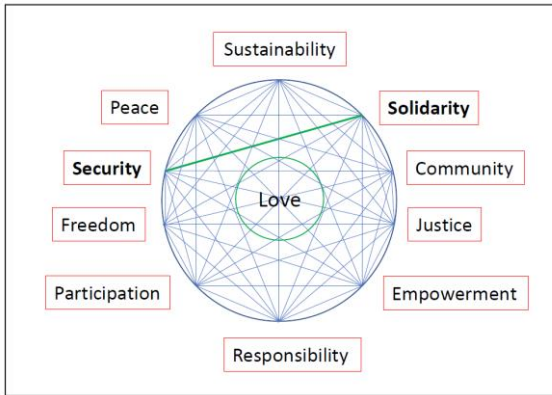 Sustainability
Peace
Solidarity
Security
Community
Love
Freedom
Justice
Participation
Empowerment
Responsibility